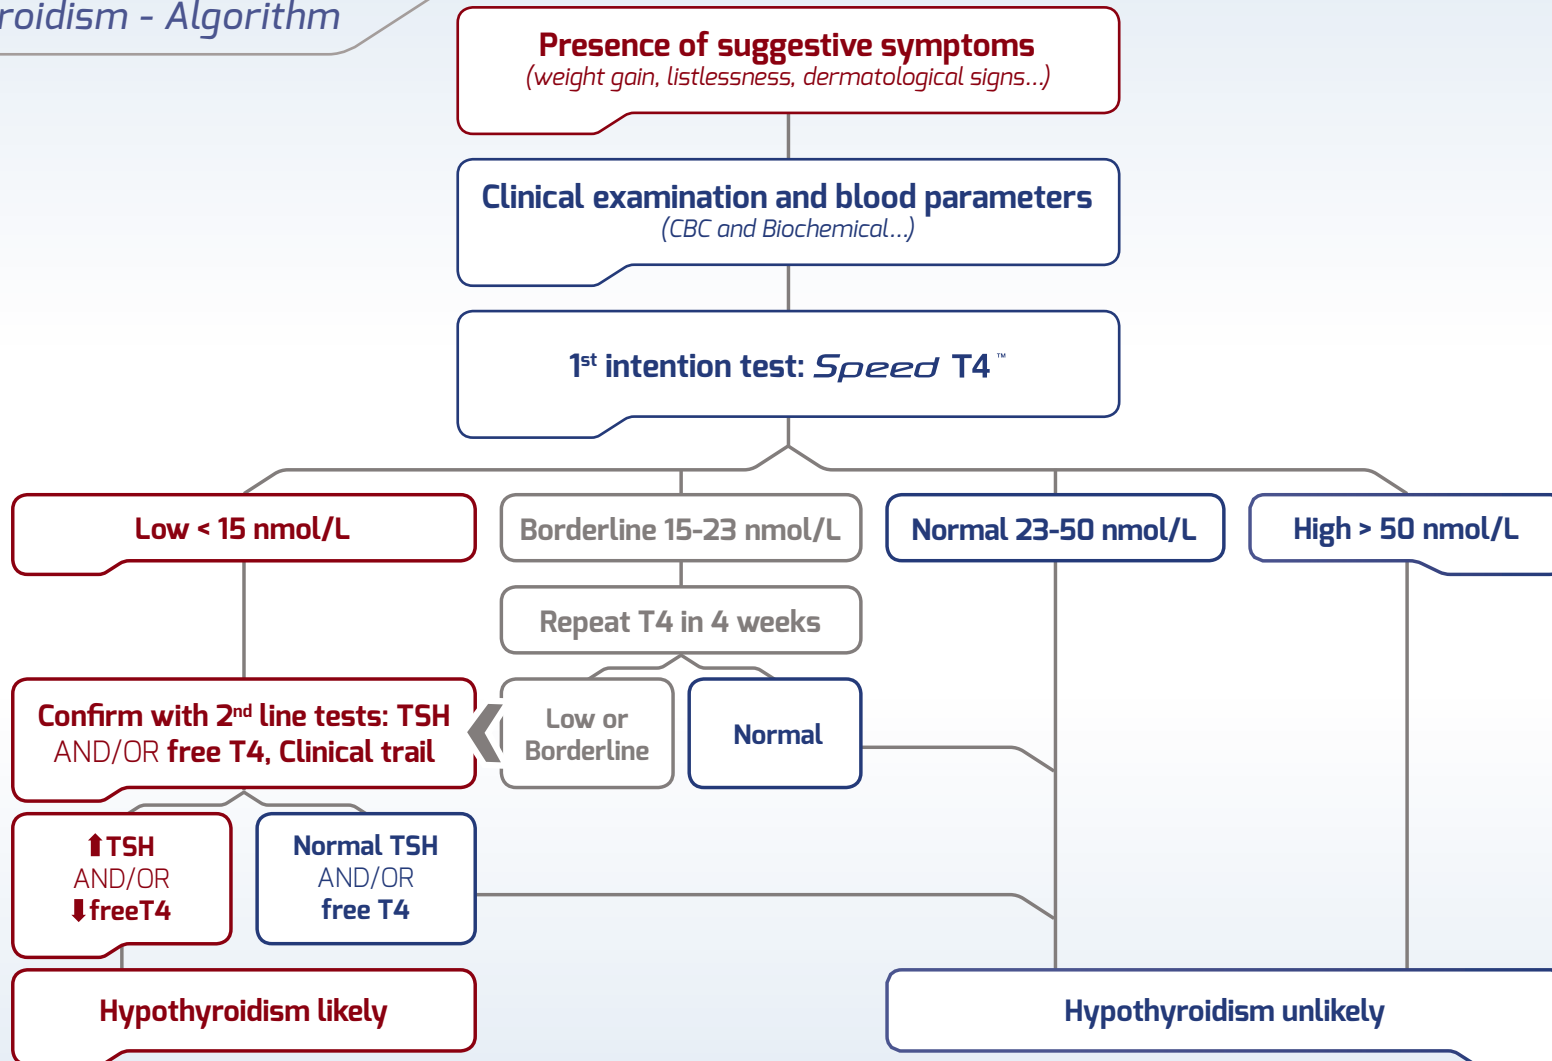 roidism - Algorithm
Presence of suggestive symptoms
(weight gain, listlessness, dermatological signs...)
Clinical examination and blood parameters
(CBC and Biochemical...)
1st intention test: Speed T4™
Low < 15 nmol/L
Borderline 15-23 nmol/L
Normal 23-50 nmol/L
High > 50 nmol/L
Repeat T4 in 4 weeks
Confirm with 2nd line tests: TSH
AND/OR free T4, Clinical trail
Low or
Borderline
Normal
⬆TSH
AND/OR
⬇freeT4
Normal TSH
AND/OR
free T4
Hypothyroidism likely
Hypothyroidism unlikely